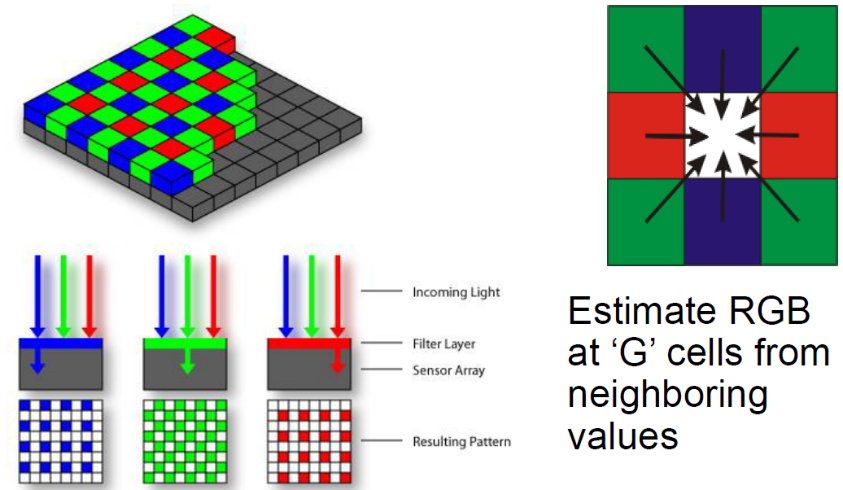 Incoming Light
Filter Layer
Sensor Array
Resulting Pattern
Estimate RGB
at ‘G’ cells from
neighboring
values